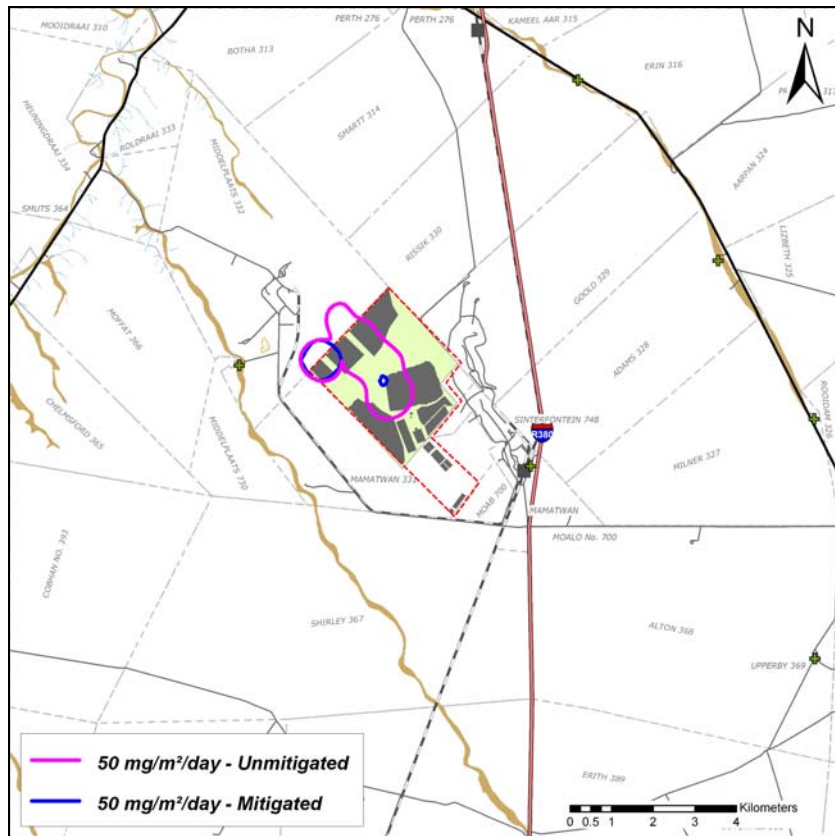 MOOIDRAAI 310
PERTH 276
PERTH 276
KAMEEL AAR 315
BOTHA 313
N
ERIN 316
SMARTT 314
HEUNINGDRAAI 334
ROLDRAAI 333
MIDDELPLAATS 332
AARPAN 324
SMUTS 364
RISSIK 330
LIZBETH 325
GOOLD 329
MOFFAT 366
ADAMS 328
ROODAM 326
CHELMSFORD 365
SINTERFONTEIN 748
R380
MIDDELPLAATS 730
MILNER 327
MAMATWAN 331
MOAB 700
MAMATWAN
MOALO No. 700
COBHAM NO. 393
SHIRLEY 367
ALTON 368
UPPERBY 369
50 mg/m²/day - Unmitigated
50 mg/m²/day - Mitigated
ERITH 389
Kilometers
0 0.5 1 2 3 4